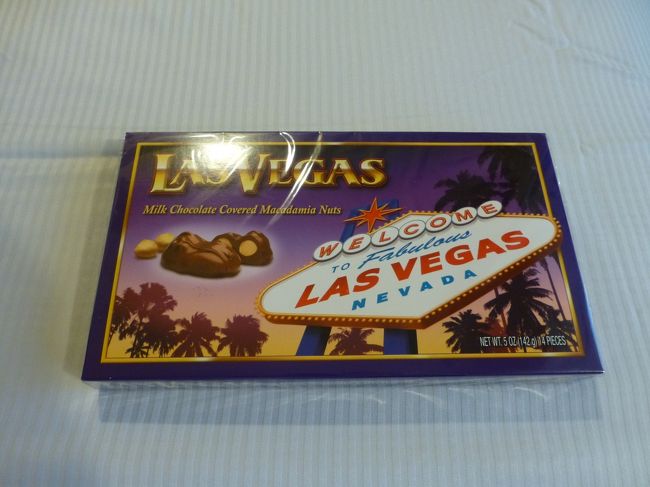 LAS VEGAS
Milk Chocolate Covered Macadamia Nuts
WELCOME
TO Fabulous
LAS VEGAS
NEVADA
NET WT. 5 OZ (142 g) 14 PIECES